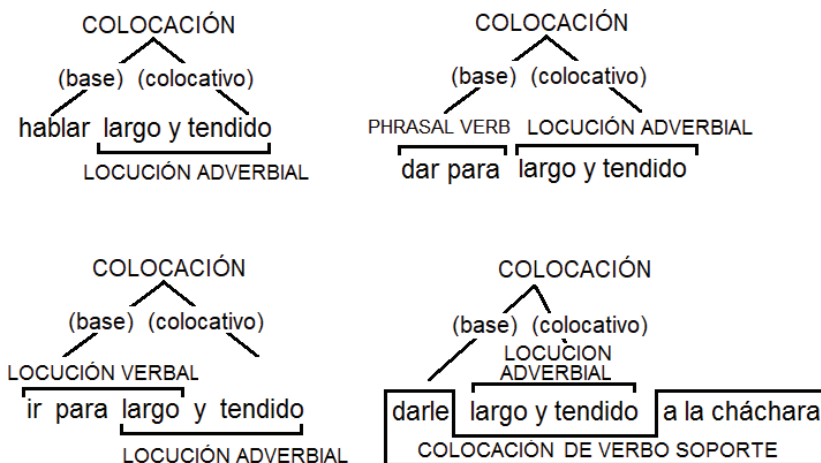 COLOCACIÓN
(base) (colocativo)
hablar largo y tendido
LOCUCIÓN ADVERBIAL
COLOCACIÓN
(base) (colocativo)
PHRASAL VERB LOCUCIÓN ADVERBIAL
dar para largo y tendido
COLOCACIÓN
(base) (colocativo)
LOCUCIÓN VERBAL
ir para largo y tendido
LOCUCIÓN ADVERBIAL
COLOCACIÓN
(base) (colocativo)
LOCUCION
ADVERBIAL
darle largo y tendido a la cháchara
COLOCACIÓN DE VERBO SOPORTE